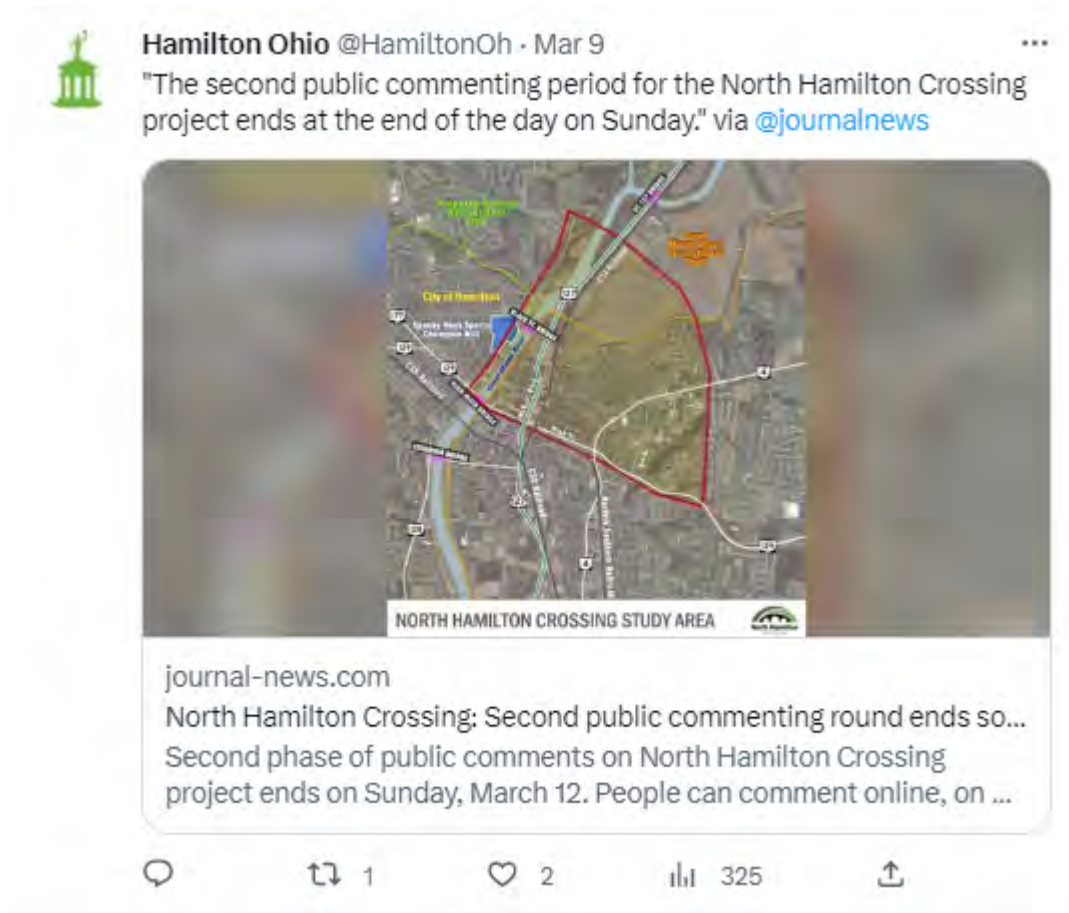 Hamilton Ohio @HamiltonOh · Mar 9
"The second public commenting period for the North Hamilton Crossing
project ends at the end of the day on Sunday." via @journalnews
City of Hamilton
4
4
NORTH HAMILTON CROSSING STUDY AREA
journal-news.com
North Hamilton Crossing: Second public commenting round ends so...
Second phase of public comments on North Hamilton Crossing
project ends on Sunday, March 12. People can comment online, on ...
1 2 325